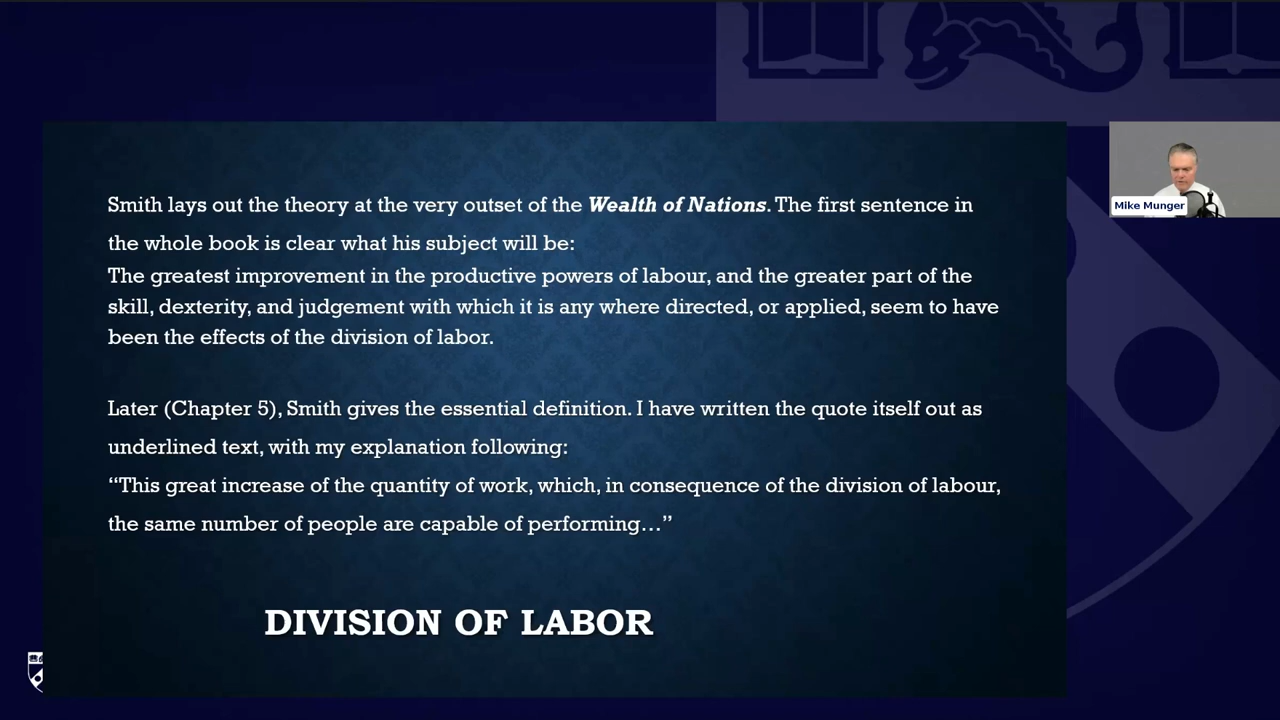 Smith lays out the theory at the very outset of the Wealth of Nations. The first sentence in
the whole book is clear what his subject will be:
The greatest improvement in the productive powers of labour, and the greater part of the
skill, dexterity, and judgement with which it is any where directed, or applied, seem to have
been the effects of the division of labor.
Later (Chapter 5), Smith gives the essential definition. I have written the quote itself out as
underlined text, with my explanation following:
“This great increase of the quantity of work, which, in consequence of the division of labour,
the same number of people are capable of performing…”
DIVISION OF LABOR
Mike Munger